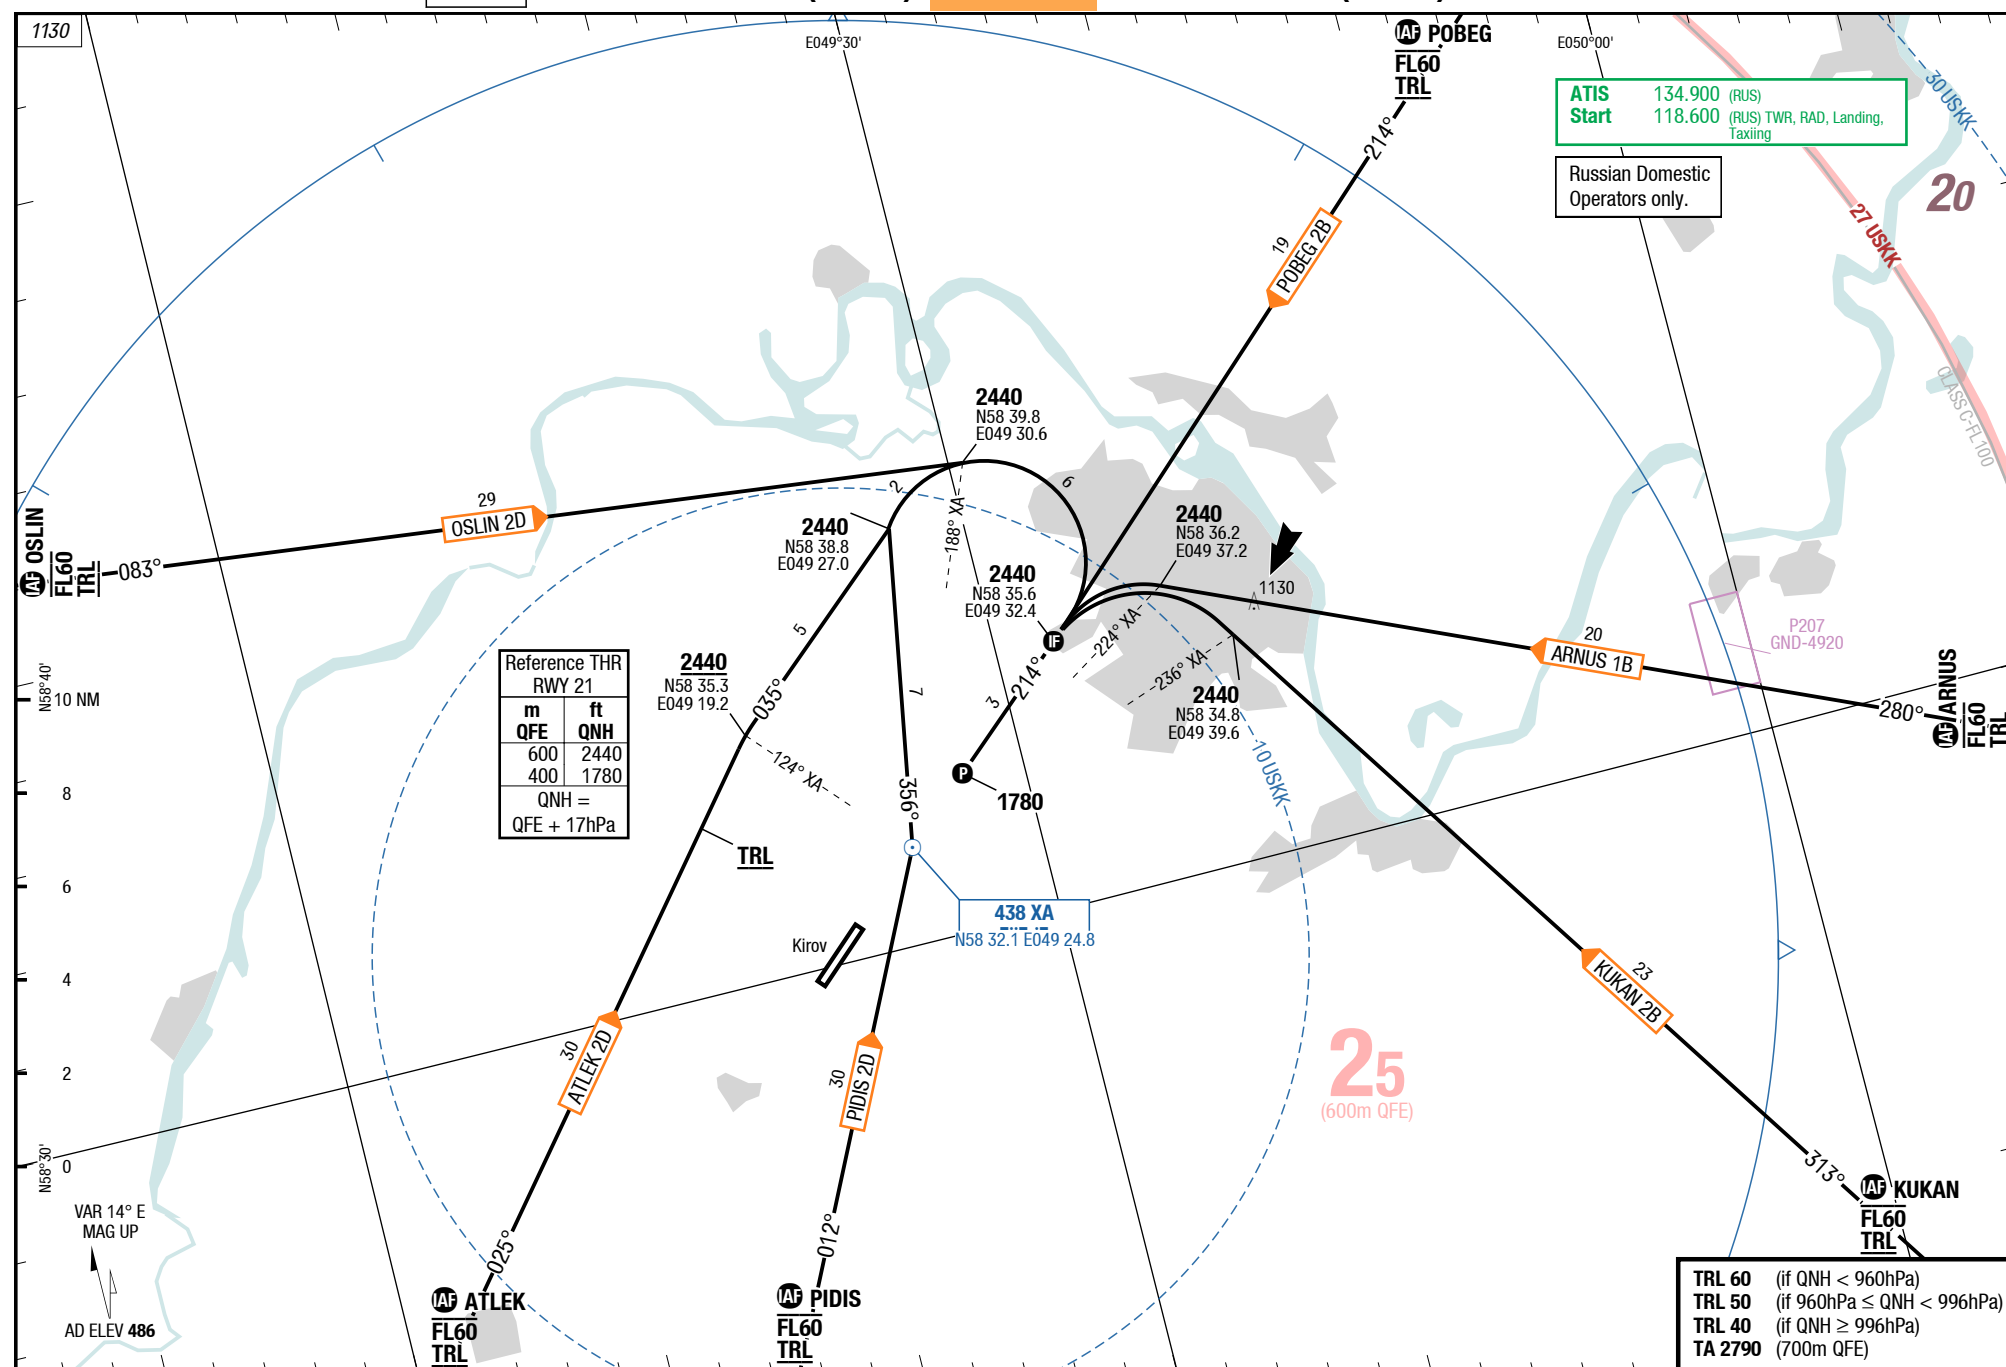 1130
E049°30'
IAF POBEG
FL60
TRL
E050°00'
ATIS 134.900 (RUS)
Start 118.600 (RUS) TWR, RAD, Landing,
Taxiing
Russian Domestic
Operators only.
30 USKK
20
27 USKK
CLASS C-FL100
214°
19
POBEG 2B
2440
N58 39.8
E049 30.6
2
6
188° XA
29
OSLIN 2D
083°
IAF OSLIN
FL60
TRL
2440
N58 38.8
E049 27.0
2440
N58 36.2
E049 37.2
1130
2440
N58 35.6
E049 32.4
IF
224° XA
236° XA
20
ARNUS 1B
280°
IAF ARNUS
FL60
TRL
P207
GND-4920
5
035°
7
356°
3
214°
P
1780
2440
N58 34.8
E049 39.6
10 USKK
2440
N58 35.3
E049 19.2
124° XA
TRL
Reference THR
RWY 21
m ft
QFE QNH
600 2440
400 1780
QNH =
QFE + 17hPa
N58°40'
10 NM
8
6
4
2
0
N58°30'
438 XA
N58 32.1 E049 24.8
Kirov
30
ATLEK 2D
025°
30
PIDIS 2D
012°
25
(600m QFE)
23
KUKAN 2B
313°
IAF KUKAN
FL60
TRL
VAR 14° E
MAG UP
AD ELEV 486
IAF ATLEK
FL60
TRL
IAF PIDIS
FL60
TRL
TRL 60 (if QNH < 960hPa)
TRL 50 (if 960hPa ≤ QNH < 996hPa)
TRL 40 (if QNH ≥ 996hPa)
TA 2790 (700m QFE)